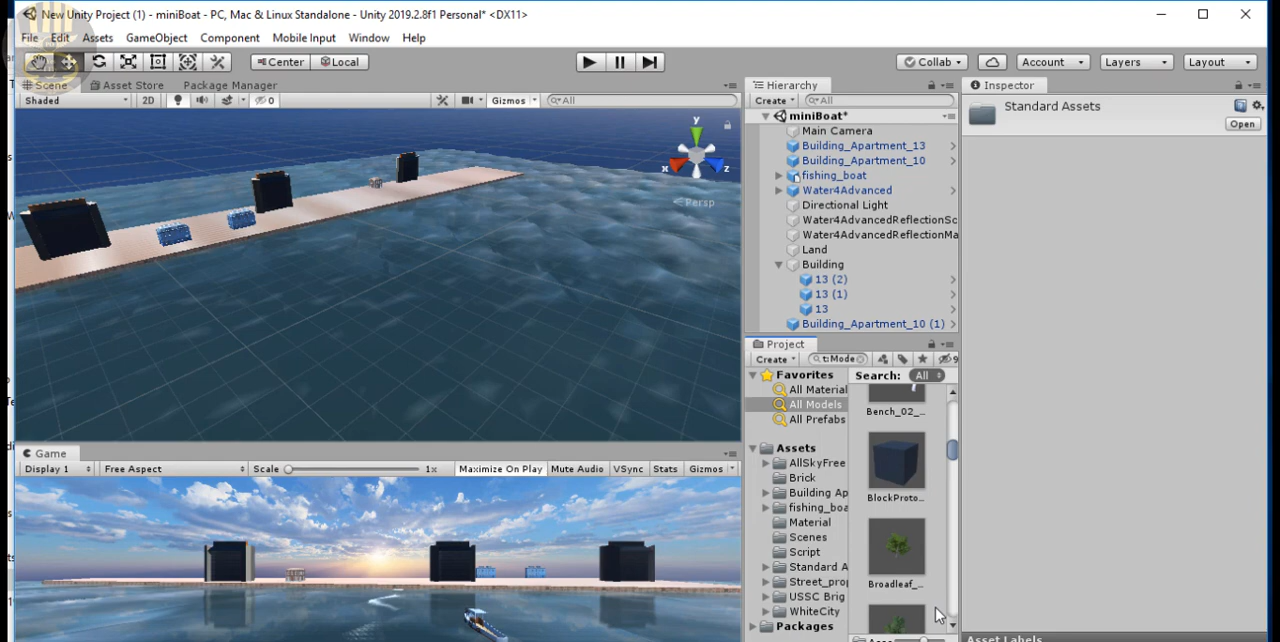 New Unity Project (1) - miniBoat - PC, Mac & Linux Standalone - Unity 2019.2.8f1 Personal* <DX11>
File Edit Assets GameObject Component Mobile Input Window Help
Center Local Collab Account Layers Layout
Scene Asset Store Package Manager
Shaded 2D 0 Gizmos All
y
x
z
Persp
Hierarchy
Create All
miniBoat*
Main Camera
Building_Apartment_13
Building_Apartment_10
fishing_boat
Water4Advanced
Directional Light
Water4AdvancedReflectionSc
Water4AdvancedReflectionMa
Land
Building
13 (2)
13 (1)
13
Building_Apartment_10 (1)
Inspector
Standard Assets
Open
Project
Create t:Mode 9
Favorites
All Material
All Models
All Prefabs
Assets
AllSkyFree
Brick
Building Ap
fishing_boa
Material
Scenes
Script
Standard A
Street_prop
USSC Brig
WhiteCity
Packages
Search: All
Bench_02_...
BlockProto...
Broadleaf_...
Asse
Game
Display 1 Free Aspect Scale 1x Maximize On Play Mute Audio VSync Stats Gizmos
Asset Labels